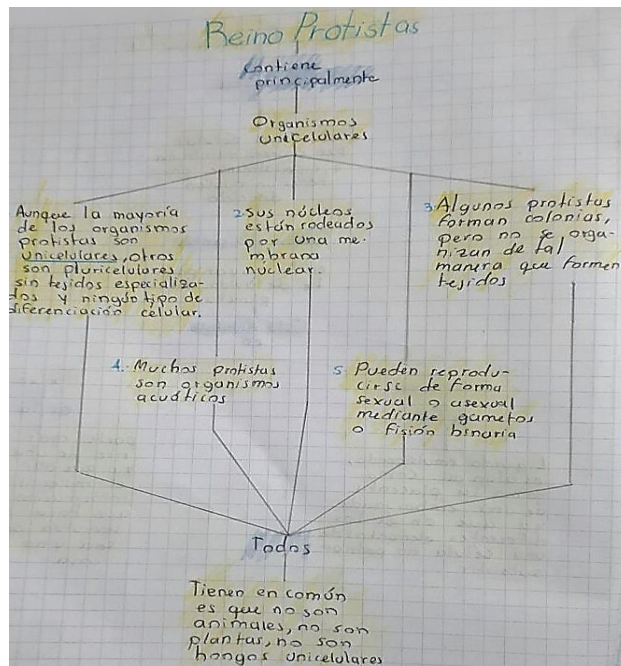 Reino Protistas
Contiene
principalmente
Organismos
unicelulares
Aunque la mayoría
de los organismos
protistas son
unicelulares, otros
son pluricelulares
sin tejidos especializa-
dos y ningún tipo de
diferenciación celular.
2. Sus núcleos
están rodeados
por una me-
mbrana
nuclear.
3. Algunos protistas
forman colonias,
pero no se orga-
nizan de tal
manera que formen
tejidos
4. Muchos protistas
son organismos
acuáticos
5. Pueden reprodu-
cirse de forma
sexual o asexual
mediante gametos
o fisión binaria
Todos
Tienen en común
es que no son
animales, no son
plantas, no son
hongos unicelulares